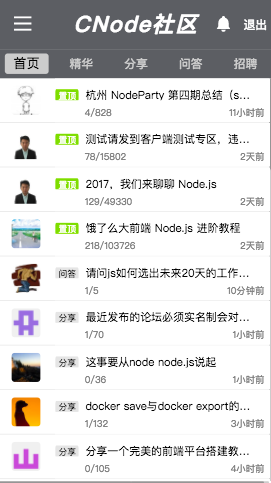 CNode社区
退出
首页 精华 分享 问答 招聘
置顶 杭州 NodeParty 第四期总结（s...
4/828 11小时前
置顶 测试请发到客户端测试专区，违...
78/15802 2天前
置顶 2017，我们来聊聊 Node.js
129/49330 2天前
置顶 饿了么大前端 Node.js 进阶教程
218/103726 2天前
问答 请问js如何选出未来20天的工作...
1/5 10分钟前
分享 最近发布的论坛必须实名制会对...
1/70 1小时前
分享 这事要从node node.js说起
0/36 1小时前
分享 docker save与docker export的...
1/132 3小时前
分享 分享一个完美的前端平台搭建教...
0/105 4小时前